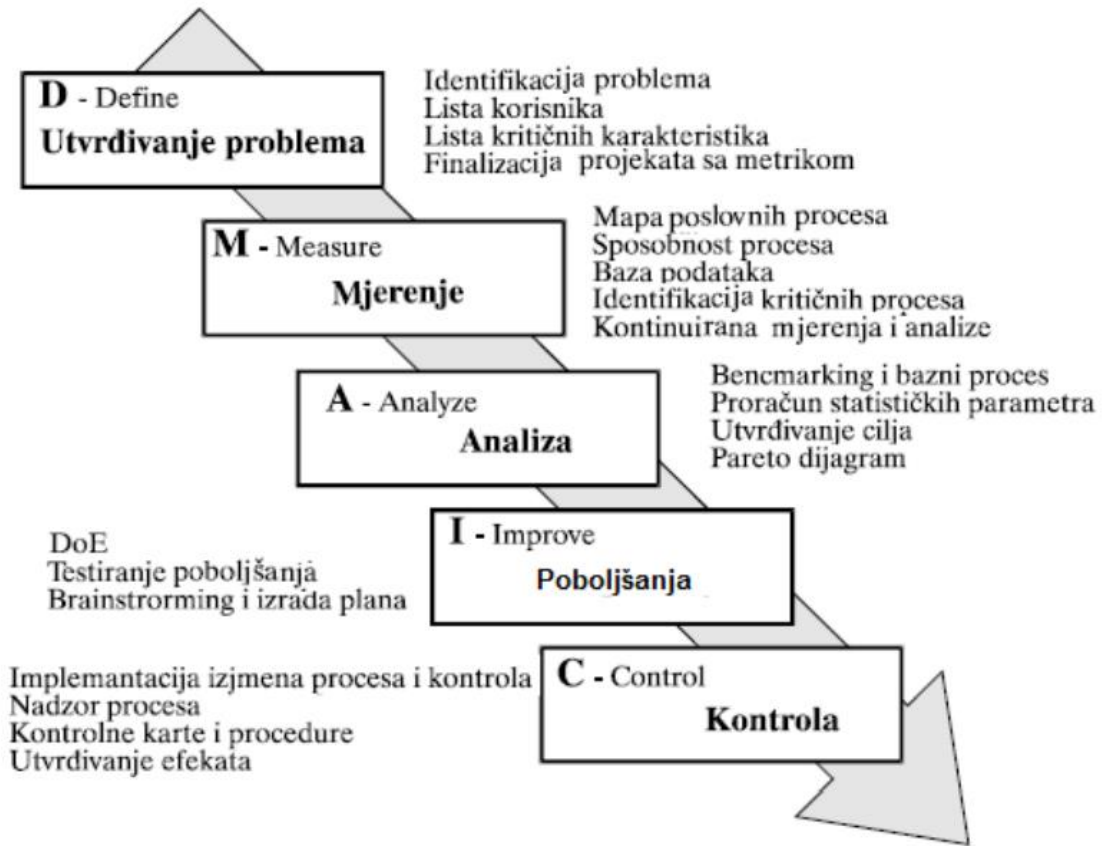 D - Define
Utvrđivanje problema
Identifikacija problema
Lista korisnika
Lista kritičnih karakteristika
Finalizacija projekata sa metrikom
M - Measure
Mjerenje
Mapa poslovnih procesa
Sposobnost procesa
Baza podataka
Identifikacija kritičnih procesa
Kontinuirana mjerenja i analize
A - Analyze
Analiza
Bencmarking i bazni proces
Proračun statističkih parametra
Utvrđivanje cilja
Pareto dijagram
I - Improve
Poboljšanja
DoE
Testiranje poboljšanja
Brainstrorming i izrada plana
C - Control
Kontrola
Implemantacija izjmena procesa i kontrola
Nadzor procesa
Kontrolne karte i procedure
Utvrđivanje efekata